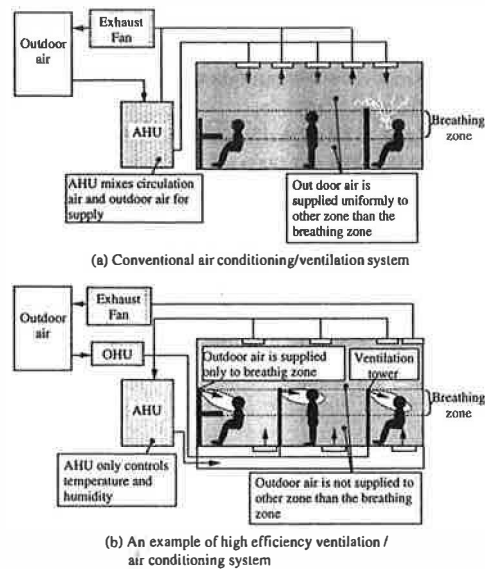 Exhaust
Fan
Outdoor
air
AHU
Breathing
zone
AHU mixes circulation
air and outdoor air for
supply
Out door air is
supplied uniformly to
other zone than the
breathing zone
(a) Conventional air conditioning/ventilation system
Exhaust
Fan
Outdoor
air
OHU
Outdoor air is supplied
only to breathig zone
Ventilation
tower
AHU
Breathing
zone
AHU only controls
temperature and
humidity
Outdoor air is not supplied to
other zone than the breathing
zone
(b) An example of high efficiency ventilation /
air conditioning system